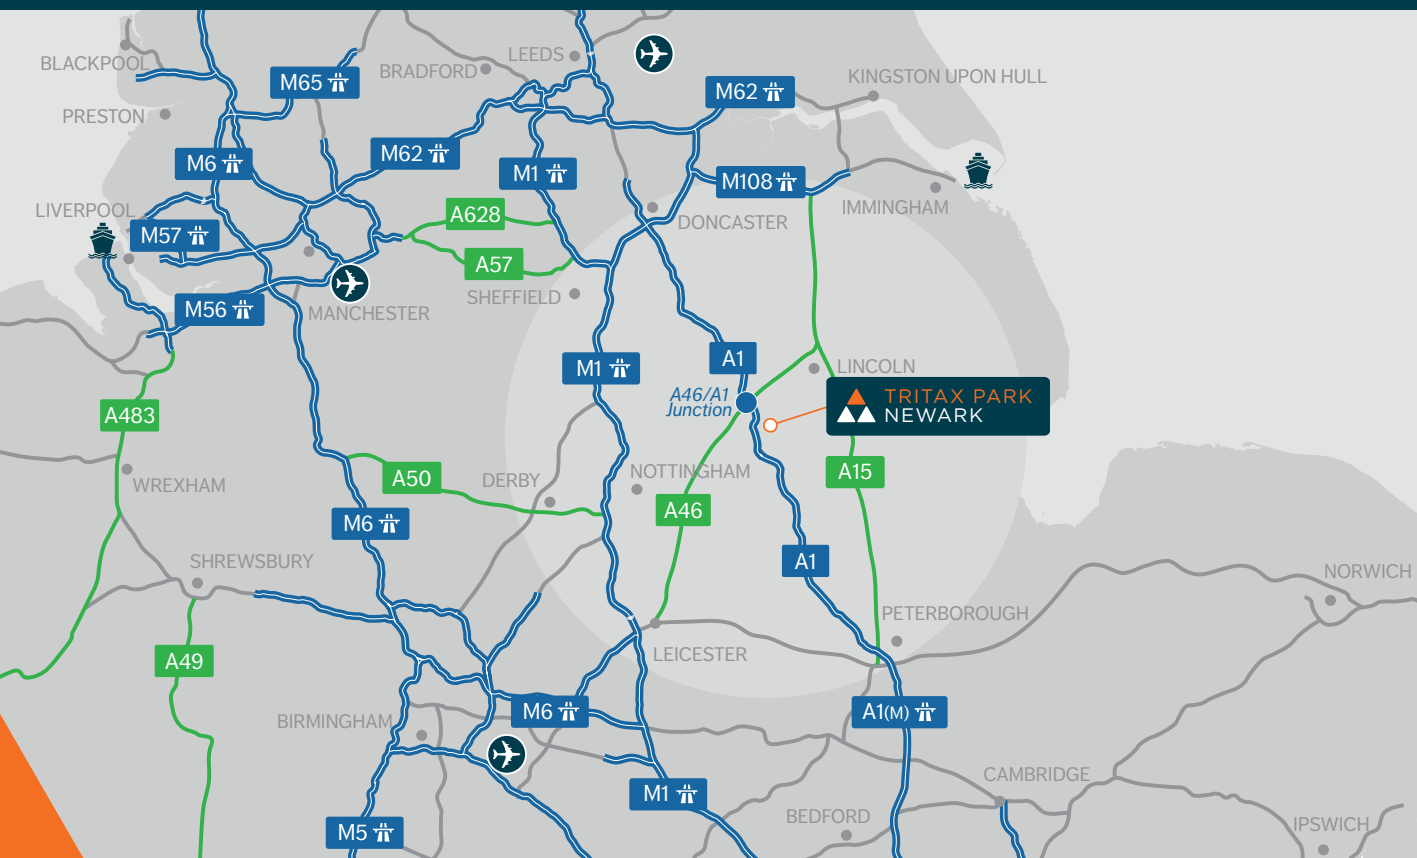 LEEDS
BLACKPOOL
BRADFORD
M65
KINGSTON UPON HULL
M62
PRESTON
M62
M6
M1
M108
LIVERPOOL
IMMINGHAM
A628
DONCASTER
M57
A57
SHEFFIELD
M56
MANCHESTER
A1
M1
LINCOLN
A46/A1
Junction
TRITAX PARK
NEWARK
A483
NOTTINGHAM
A15
A50
DERBY
WREXHAM
A46
M6
A1
SHREWSBURY
NORWICH
PETERBOROUGH
LEICESTER
A49
M6
A1(M)
BIRMINGHAM
CAMBRIDGE
M1
BEDFORD
IPSWICH
M5